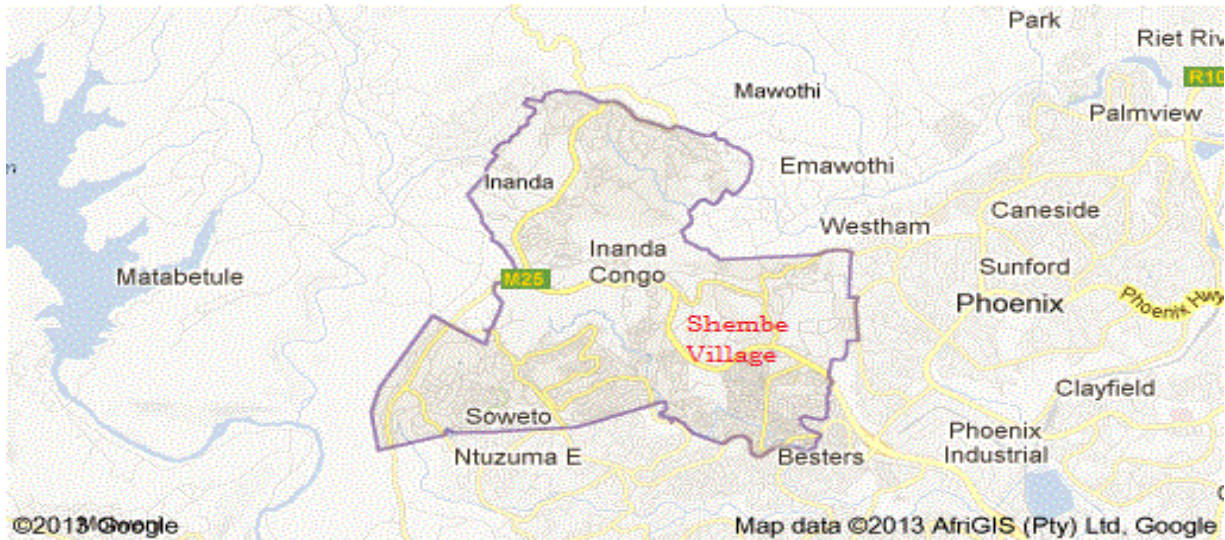 Park
Riet Riv
R10
Mawothi
Palmview
Emawothi
Inanda
Caneside
Westham
Inanda
Congo
Sunford
Matabetule
M25
Phoenix
Phoenix Hwy
Shembe
Village
Clayfield
Soweto
Phoenix
Industrial
Ntuzuma E
Besters
©2013 Google
Map data ©2013 AfriGIS (Pty) Ltd, Google